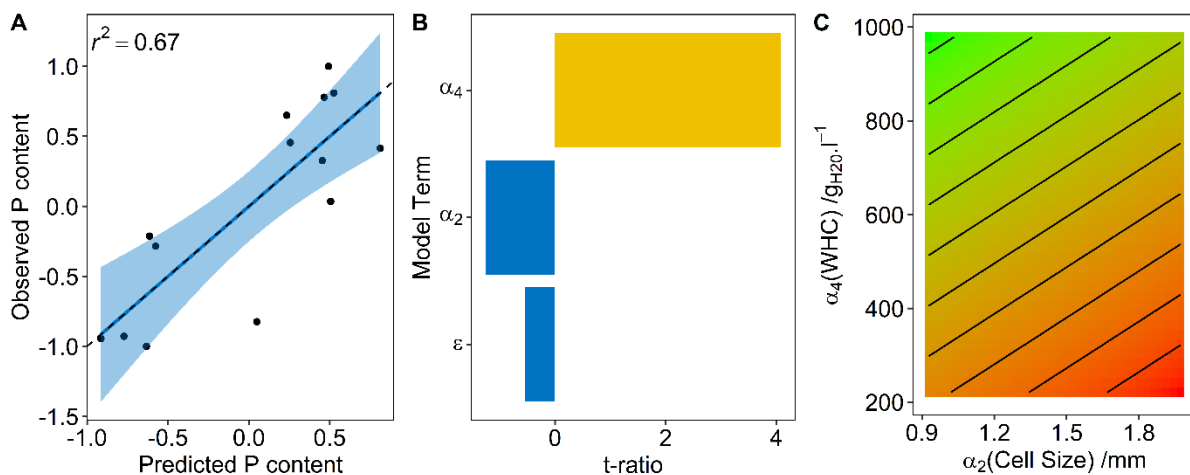 A
r² = 0.67
1.0
0.5
0.0
-0.5
-1.0
-1.5
-1.0
-0.5
0.0
0.5
Observed P content
Predicted P content
B
α₄
α₂
ε
Model Term
0
2
4
t-ratio
C
1000
800
600
400
200
α₄(WHC) /g_H20.l⁻¹
0.9
1.2
1.5
1.8
α₂(Cell Size) /mm